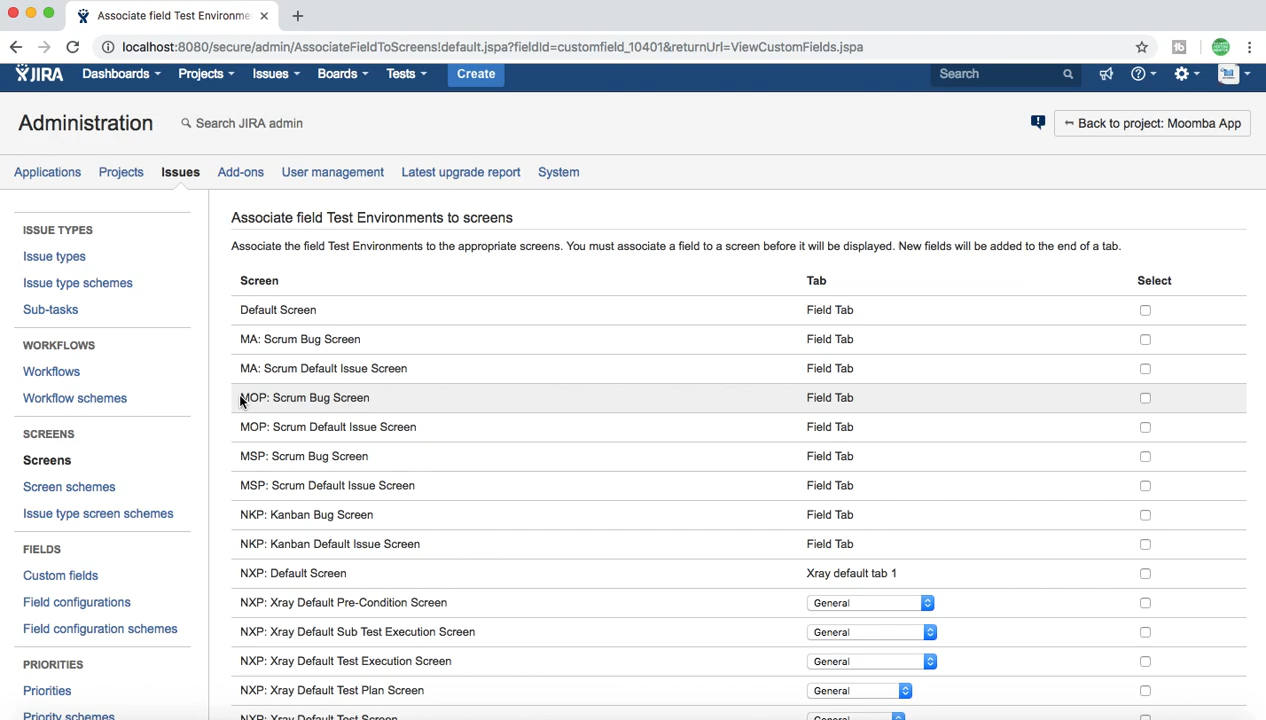 Associate field Test Environme
localhost:8080/secure/admin/AssociateFieldToScreens!default.jspa?fieldId=customfield_10401&returnUrl=ViewCustomFields.jspa
JIRA Dashboards Projects Issues Boards Tests Create Search
Administration Search JIRA admin Back to project: Moomba App
Applications Projects Issues Add-ons User management Latest upgrade report System
ISSUE TYPES
Issue types
Issue type schemes
Sub-tasks
WORKFLOWS
Workflows
Workflow schemes
SCREENS
Screens
Screen schemes
Issue type screen schemes
FIELDS
Custom fields
Field configurations
Field configuration schemes
PRIORITIES
Priorities
Priority schemes
Associate field Test Environments to screens
Associate the field Test Environments to the appropriate screens. You must associate a field to a screen before it will be displayed. New fields will be added to the end of a tab.
Screen Tab Select
Default Screen Field Tab
MA: Scrum Bug Screen Field Tab
MA: Scrum Default Issue Screen Field Tab
MOP: Scrum Bug Screen Field Tab
MOP: Scrum Default Issue Screen Field Tab
MSP: Scrum Bug Screen Field Tab
MSP: Scrum Default Issue Screen Field Tab
NKP: Kanban Bug Screen Field Tab
NKP: Kanban Default Issue Screen Field Tab
NXP: Default Screen Xray default tab 1
NXP: Xray Default Pre-Condition Screen General
NXP: Xray Default Sub Test Execution Screen General
NXP: Xray Default Test Execution Screen General
NXP: Xray Default Test Plan Screen General
NXP: Xray Default Test Screen General